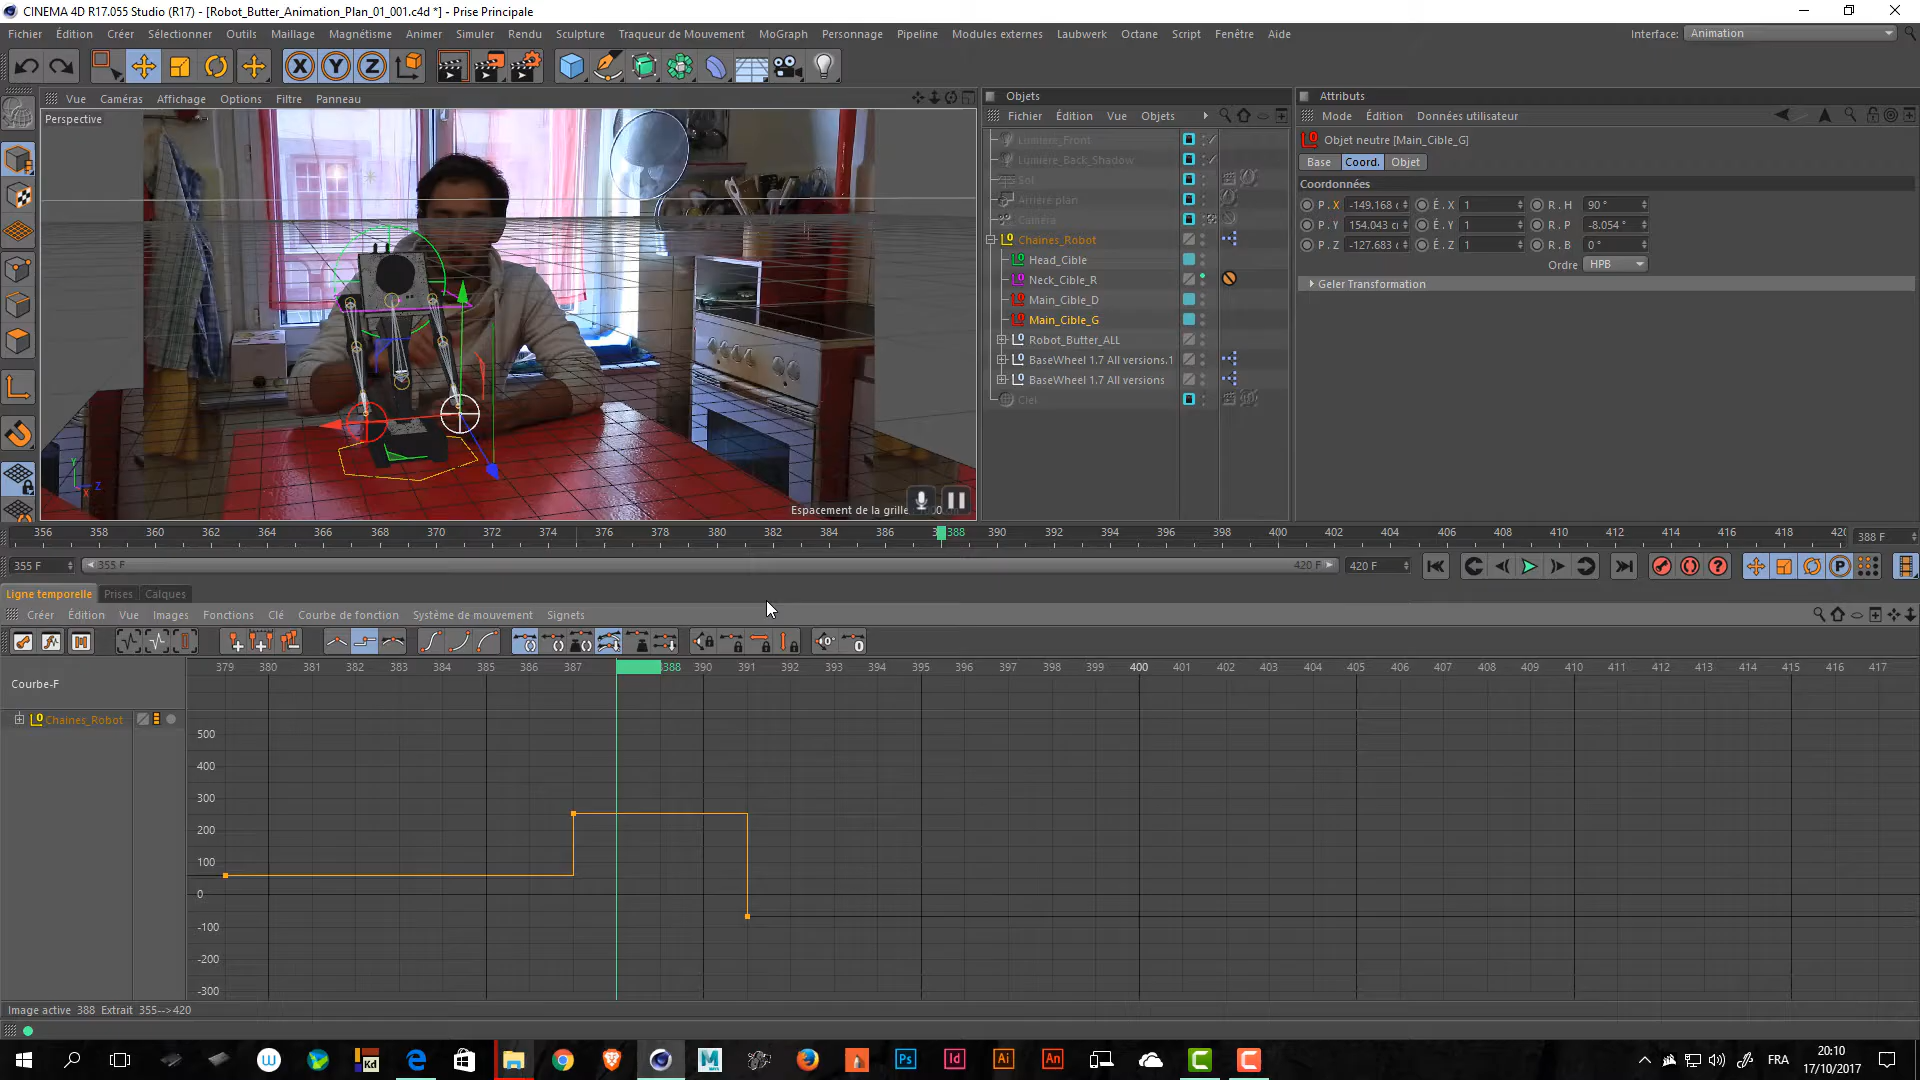 CINEMA 4D R17.055 Studio (R17) - [Robot_Butter_Animation_Plan_01_001.c4d *] - Prise Principale
Fichier Édition Créer Sélectionner Outils Maillage Magnétisme Animer Simuler Rendu Sculpture Traqueur de Mouvement MoGraph Personnage Pipeline Modules externes Laubwerk Octane Script Fenêtre Aide Interface: Animation
Vue Caméras Affichage Options Filtre Panneau
Perspective
Espacement de la grille
Objets
Fichier Édition Vue Objets
Lumiere_Front
Lumiere_Back_Shadow
Sol
Arrière plan
Caméra
Chaines_Robot
Head_Cible
Neck_Cible_R
Main_Cible_D
Main_Cible_G
Robot_Butter_ALL
BaseWheel 1.7 All versions.1
BaseWheel 1.7 All versions
Ciel
Attributs
Mode Édition Données utilisateur
Objet neutre [Main_Cible_G]
Base Coord. Objet
Coordonnées
P . X -149.168 c É . X 1 R . H 90 °
P . Y 154.043 c É . Y 1 R . P -8.054 °
P . Z -127.683 c É . Z 1 R . B 0 °
Ordre HPB
Geler Transformation
356 358 360 362 364 366 368 370 372 374 376 378 380 382 384 386 388 390 392 394 396 398 400 402 404 406 408 410 412 414 416 418 420 388 F
355 F 355 F 420 F 420 F
Ligne temporelle Prises Calques
Créer Édition Vue Images Fonctions Clé Courbe de fonction Système de mouvement Signets
379 380 381 382 383 384 385 386 387 388 390 391 392 393 394 395 396 397 398 399 400 401 402 403 404 405 406 407 408 409 410 411 412 413 414 415 416 417
Courbe-F
Chaines_Robot
500
400
300
200
100
0
-100
-200
-300
Image active 388 Extrait 355-->420
FRA
20:10
17/10/2017